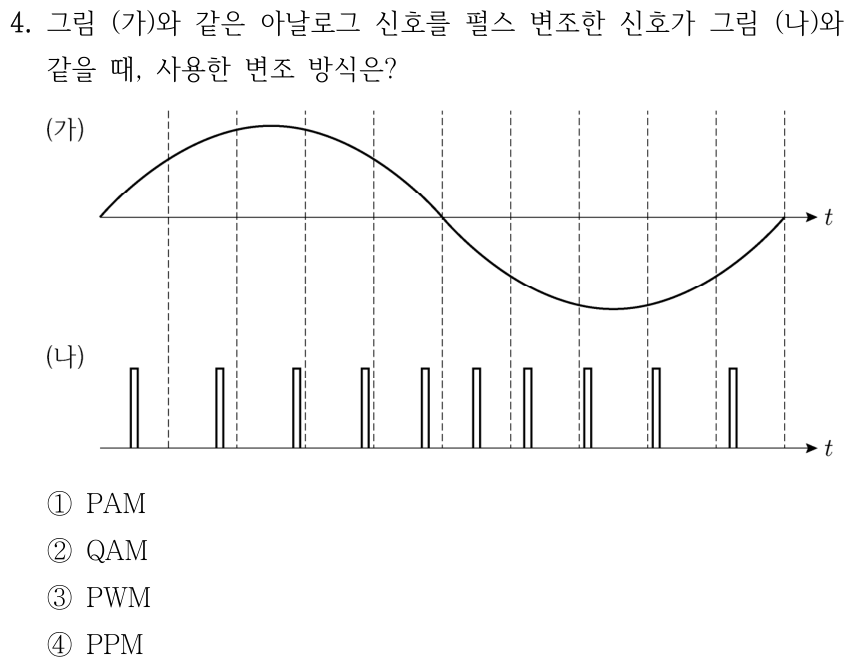 4. 그림 (가)와 같은 아날로그 신호를 펄스 변조한 신호가 그림 (나)와
같을 때, 사용한 변조 방식은?
(가)
t
(나)
t
① PAM
② QAM
③ PWM
④ PPM